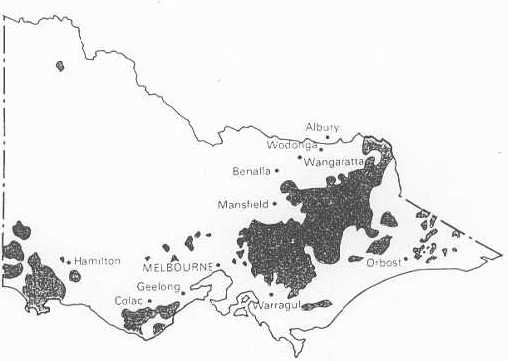 Albury
Wodonga
Wangaratta
Benalla
Mansfield
Hamilton
MELBOURNE
Orbost
Geelong
Colac
Warragul